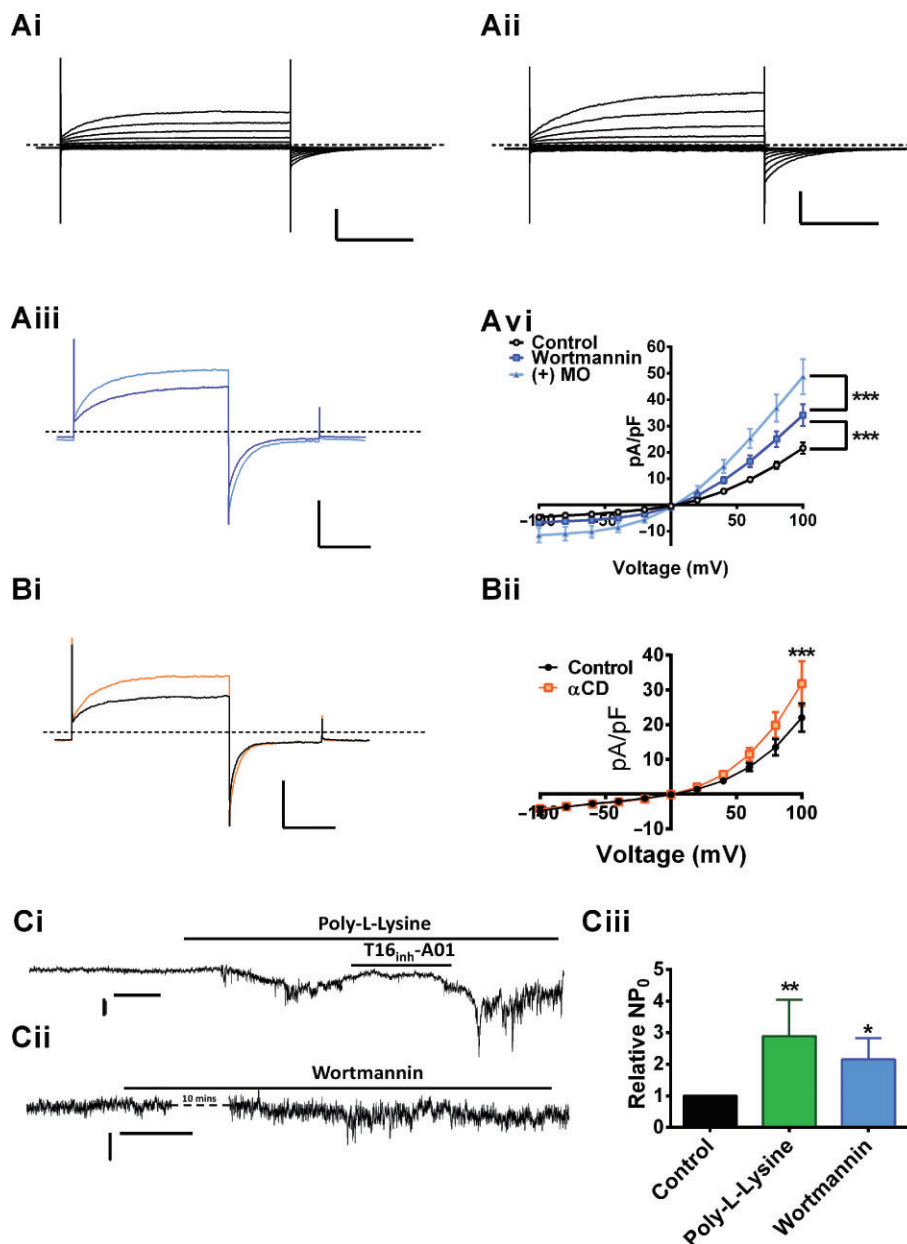 Ai
Aii
Aiii
Avi
Control
Wortmannin
(+) MO
60
50
40
30
20
10
-10
pA/pF
-100
-50
50
100
Voltage (mV)
***
***
Bi
Bii
Control
αCD
***
40
30
20
10
-10
pA/pF
-100
-50
50
100
Voltage (mV)
Ci
Poly-L-Lysine
T16inh-A01
Cii
Wortmannin
10 mins
Ciii
Relative NP0
5
4
3
2
1
0
**
*
Control
Poly-L-Lysine
Wortmannin